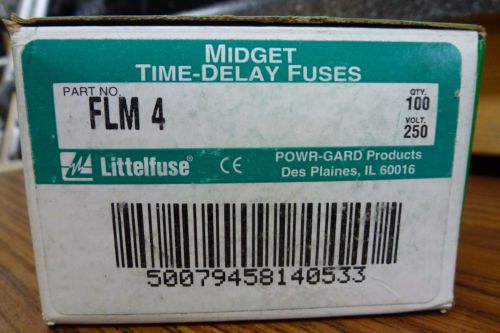 MIDGET
TIME-DELAY FUSES
PART NO.
FLM 4
QTY.
100
VOLT.
250
Littelfuse®
CE
POWR-GARD Products
Des Plaines, IL 60016
50079458140533